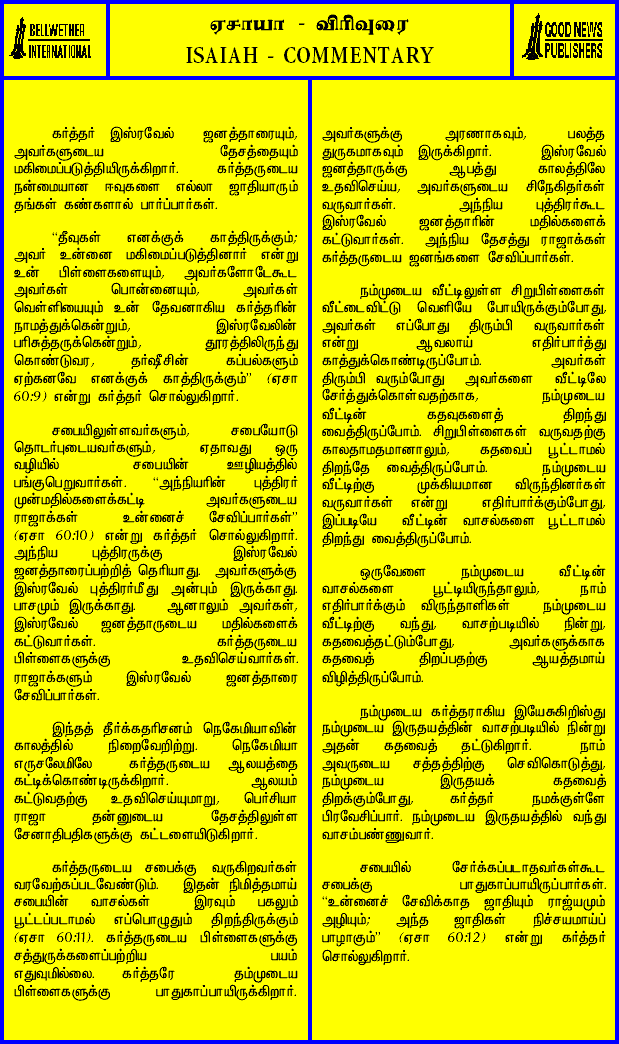 BELLWETHER
INTERNATIONAL
ஏசாயா - விரிவுரை
ISAIAH - COMMENTARY
GOOD NEWS
PUBLISHERS
கர்த்தர் இஸ்ரவேல் ஜனத்தாரையும்,
அவர்களுடைய தேசத்தையும்
மகிமைப்படுத்தியிருக்கிறார். கர்த்தருடைய
நன்மையான ஈவுகளை எல்லா ஜாதியாரும்
தங்கள் கண்களால் பார்ப்பார்கள்.
“தீவுகள் எனக்குக் காத்திருக்கும்;
அவர் உன்னை மகிமைப்படுத்தினார் என்று
உன் பிள்ளைகளையும், அவர்களோடேகூட
அவர்கள் பொன்னையும், அவர்கள்
வெள்ளியையும் உன் தேவனாகிய கர்த்தரின்
நாமத்துக்கென்றும், இஸ்ரவேலின்
பரிசுத்தருக்கென்றும், தூரத்திலிருந்து
கொண்டுவர, தர்ஷீசின் கப்பல்களும்
ஏற்கனவே எனக்குக் காத்திருக்கும்” (ஏசா
60:9) என்று கர்த்தர் சொல்லுகிறார்.
சபையிலுள்ளவர்களும், சபையோடு
தொடர்புடையவர்களும், ஏதாவது ஒரு
வழியில் சபையின் ஊழியத்தில்
பங்குபெறுவார்கள். “அந்நியரின் புத்திரர்
முன்மதில்களைக்கட்டி அவர்களுடைய
ராஜாக்கள் உன்னைச் சேவிப்பார்கள்”
(ஏசா 60:10) என்று கர்த்தர் சொல்லுகிறார்.
அந்நிய புத்திரருக்கு இஸ்ரவேல்
ஜனத்தாரைப்பற்றித் தெரியாது. அவர்களுக்கு
இஸ்ரவேல் புத்திரர்மீது அன்பும் இருக்காது.
பாசமும் இருக்காது. ஆனாலும் அவர்கள்,
இஸ்ரவேல் ஜனத்தாருடைய மதில்களைக்
கட்டுவார்கள். கர்த்தருடைய
பிள்ளைகளுக்கு உதவிசெய்வார்கள்.
ராஜாக்களும் இஸ்ரவேல் ஜனத்தாரை
சேவிப்பார்கள்.
இந்தத் தீர்க்கதரிசனம் நெகேமியாவின்
காலத்தில் நிறைவேறிற்று. நெகேமியா
எருசலேமிலே கர்த்தருடைய ஆலயத்தை
கட்டிக்கொண்டிருக்கிறார். ஆலயம்
கட்டுவதற்கு உதவிசெய்யுமாறு, பெர்சியா
ராஜா தன்னுடைய தேசத்திலுள்ள
சேனாதிபதிகளுக்கு கட்டளையிடுகிறார்.
கர்த்தருடைய சபைக்கு வருகிறவர்கள்
வரவேற்கப்படவேண்டும். இதன் நிமித்தமாய்
சபையின் வாசல்கள் இரவும் பகலும்
பூட்டப்படாமல் எப்பொழுதும் திறந்திருக்கும்
(ஏசா 60:11). கர்த்தருடைய பிள்ளைகளுக்கு
சத்துருக்களைப்பற்றிய பயம்
எதுவுமில்லை. கர்த்தரே தம்முடைய
பிள்ளைகளுக்கு பாதுகாப்பாயிருக்கிறார்.
அவர்களுக்கு அரணாகவும், பலத்த
துருகமாகவும் இருக்கிறார். இஸ்ரவேல்
ஜனத்தாருக்கு ஆபத்து காலத்திலே
உதவிசெய்ய, அவர்களுடைய சிநேகிதர்கள்
வருவார்கள். அந்நிய புத்திரர்கூட
இஸ்ரவேல் ஜனத்தாரின் மதில்களைக்
கட்டுவார்கள். அந்நிய தேசத்து ராஜாக்கள்
கர்த்தருடைய ஜனங்களை சேவிப்பார்கள்.
நம்முடைய வீட்டிலுள்ள சிறுபிள்ளைகள்
வீட்டைவிட்டு வெளியே போயிருக்கும்போது,
அவர்கள் எப்போது திரும்பி வருவார்கள்
என்று ஆவலாய் எதிர்பார்த்து
காத்துக்கொண்டிருப்போம். அவர்கள்
திரும்பி வரும்போது அவர்களை வீட்டிலே
சேர்த்துக்கொள்வதற்காக, நம்முடைய
வீட்டின் கதவுகளைத் திறந்து
வைத்திருப்போம். சிறுபிள்ளைகள் வருவதற்கு
காலதாமதமானாலும், கதவைப் பூட்டாமல்
திறந்தே வைத்திருப்போம். நம்முடைய
வீட்டிற்கு முக்கியமான விருந்தினர்கள்
வருவார்கள் என்று எதிர்பார்க்கும்போது,
இப்படியே வீட்டின் வாசல்களை பூட்டாமல்
திறந்து வைத்திருப்போம்.
ஒருவேளை நம்முடைய வீட்டின்
வாசல்களை பூட்டியிருந்தாலும், நாம்
எதிர்பார்க்கும் விருந்தாளிகள் நம்முடைய
வீட்டிற்கு வந்து, வாசற்படியில் நின்று,
கதவைத்தட்டும்போது, அவர்களுக்காக
கதவைத் திறப்பதற்கு ஆயத்தமாய்
விழித்திருப்போம்.
நம்முடைய கர்த்தராகிய இயேசுகிறிஸ்து
நம்முடைய இருதயத்தின் வாசற்படியில் நின்று
அதன் கதவைத் தட்டுகிறார். நாம்
அவருடைய சத்தத்திற்கு செவிகொடுத்து,
நம்முடைய இருதயக் கதவைத்
திறக்கும்போது, கர்த்தர் நமக்குள்ளே
பிரவேசிப்பார். நம்முடைய இருதயத்தில் வந்து
வாசம்பண்ணுவார்.
சபையில் சேர்க்கப்படாதவர்கள்கூட
சபைக்கு பாதுகாப்பாயிருப்பார்கள்.
“உன்னைச் சேவிக்காத ஜாதியும் ராஜ்யமும்
அழியும்; அந்த ஜாதிகள் நிச்சயமாய்ப்
பாழாகும்” (ஏசா 60:12) என்று கர்த்தர்
சொல்லுகிறார்.